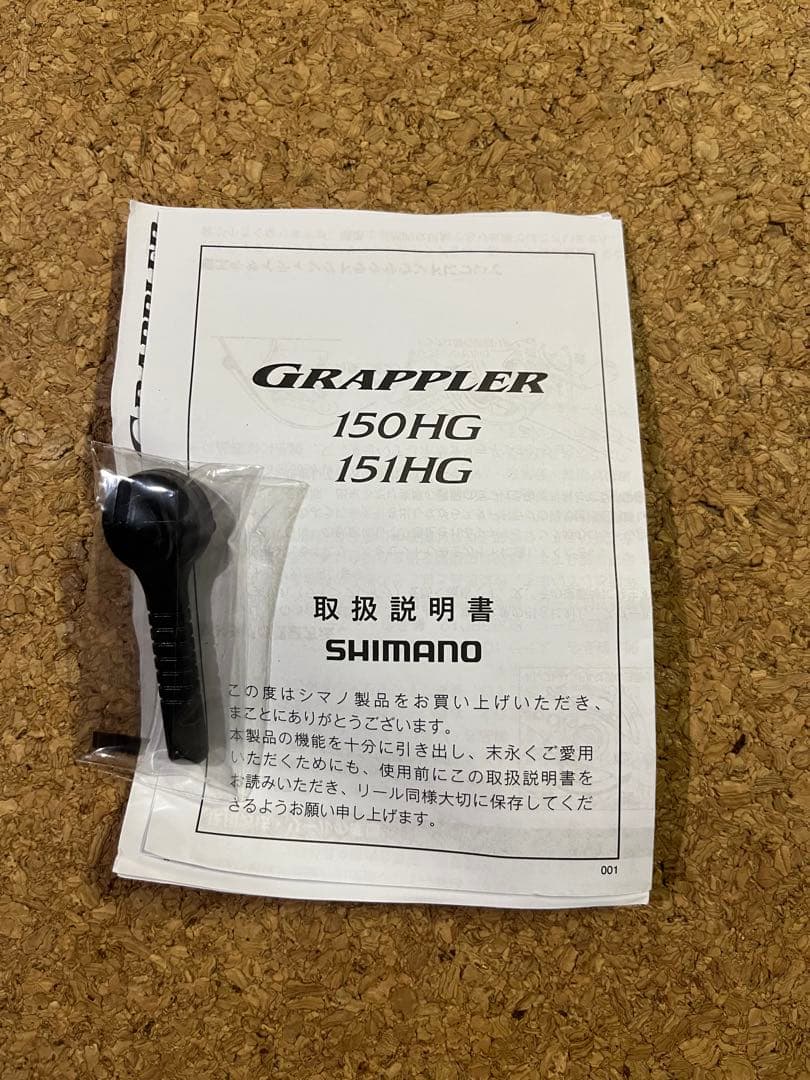 GRAPPLER
GRAPPLER
150HG
151HG
取扱説明書
SHIMANO
この度はシマノ製品をお買い上げいただき、
まことにありがとうございます。
本製品の機能を十分に引き出し、末永くご愛用
いただくためにも、使用前にこの取扱説明書を
お読みいただき、リール同様大切に保存してくだ
さるようお願い申し上げます。
001